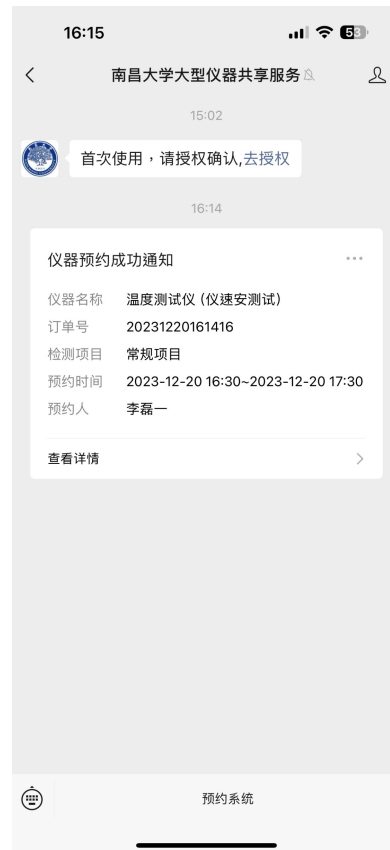 16:15
53
南昌大学大型仪器共享服务
15:02
首次使用，请授权确认,去授权
16:14
仪器预约成功通知
仪器名称 温度测试仪 (仪速安测试)
订单号 20231220161416
检测项目 常规项目
预约时间 2023-12-20 16:30~2023-12-20 17:30
预约人 李磊一
查看详情
预约系统